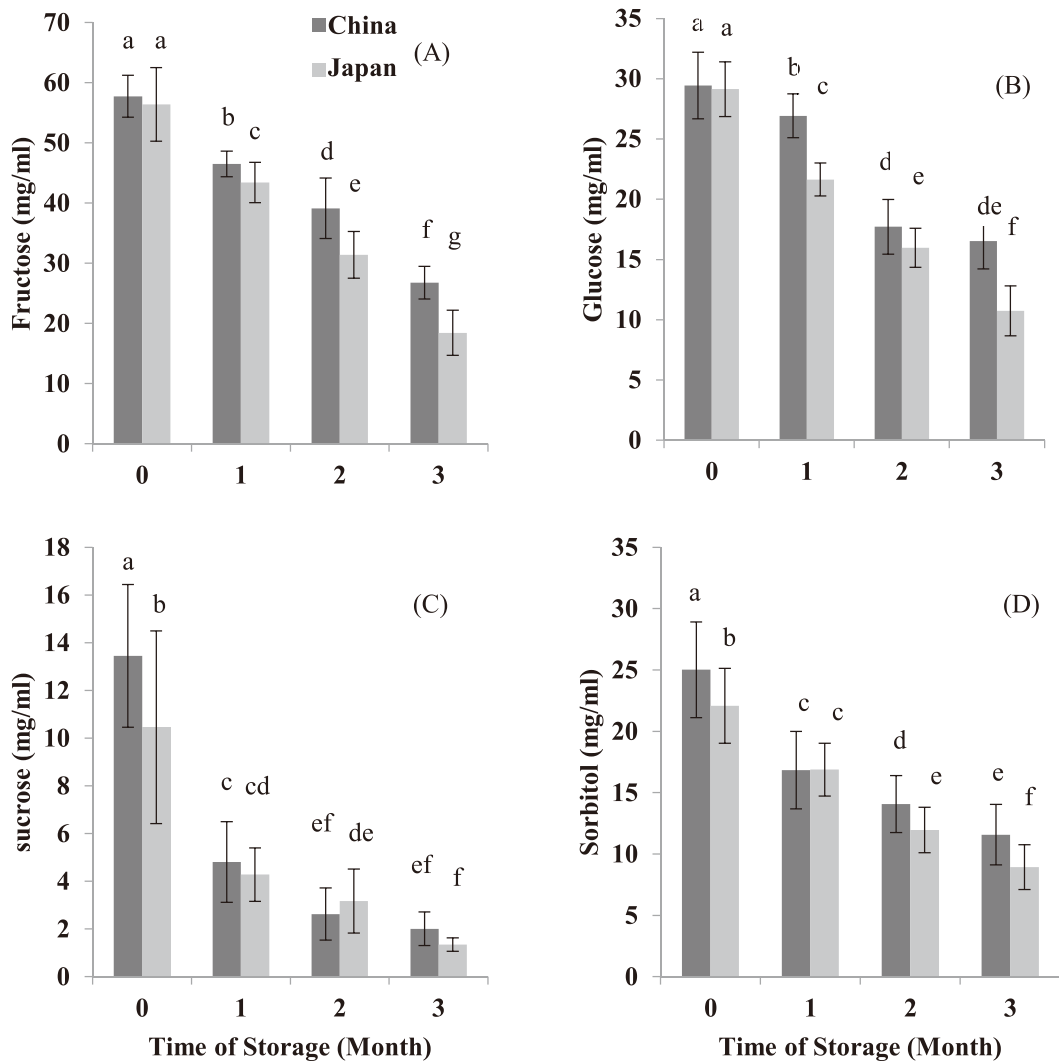 70
60
50
40
30
20
10
0
Fructose (mg/ml)
China
Japan
(A)
a a
b c
d e
f g
0 1 2 3
35
30
25
20
15
10
5
0
Glucose (mg/ml)
(B)
a a
b c
d e
de f
0 1 2 3
18
16
14
12
10
8
6
4
2
0
sucrose (mg/ml)
(C)
a b
c cd
ef de
ef f
0 1 2 3
Time of Storage (Month)
35
30
25
20
15
10
5
0
Sorbitol (mg/ml)
(D)
a b
c c
d e
e f
0 1 2 3
Time of Storage (Month)